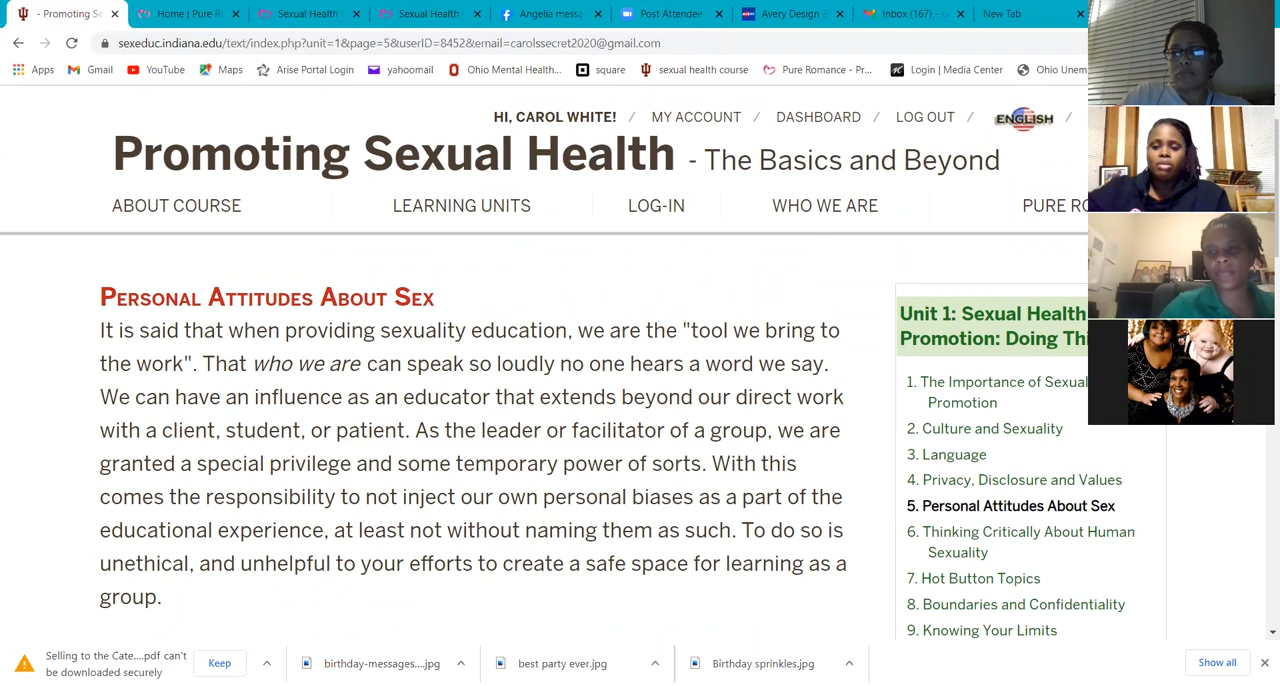 - Promoting Se
Home | Pure R
Sexual Health
Sexual Health
Angelia messa
Post Attendee
Avery Design
Inbox (167) - c
New Tab
sexeduc.indiana.edu/text/index.php?unit=1&page=5&userID=8452&email=carolssecret2020@gmail.com
Apps
Gmail
YouTube
Maps
Arise Portal Login
yahoomail
Ohio Mental Health...
square
sexual health course
Pure Romance - Pr...
Login | Media Center
Ohio Unem
HI, CAROL WHITE! / MY ACCOUNT / DASHBOARD / LOG OUT / ENGLISH /
Promoting Sexual Health - The Basics and Beyond
ABOUT COURSE
LEARNING UNITS
LOG-IN
WHO WE ARE
PURE RO
PERSONAL ATTITUDES ABOUT SEX
It is said that when providing sexuality education, we are the "tool we bring to
the work". That who we are can speak so loudly no one hears a word we say.
We can have an influence as an educator that extends beyond our direct work
with a client, student, or patient. As the leader or facilitator of a group, we are
granted a special privilege and some temporary power of sorts. With this
comes the responsibility to not inject our own personal biases as a part of the
educational experience, at least not without naming them as such. To do so is
unethical, and unhelpful to your efforts to create a safe space for learning as a
group.
Unit 1: Sexual Health
Promotion: Doing Thi
1. The Importance of Sexual
Promotion
2. Culture and Sexuality
3. Language
4. Privacy, Disclosure and Values
5. Personal Attitudes About Sex
6. Thinking Critically About Human
Sexuality
7. Hot Button Topics
8. Boundaries and Confidentiality
9. Knowing Your Limits
Selling to the Cate....pdf can't
be downloaded securely
Keep
birthday-messages....jpg
best party ever.jpg
Birthday sprinkles.jpg
Show all